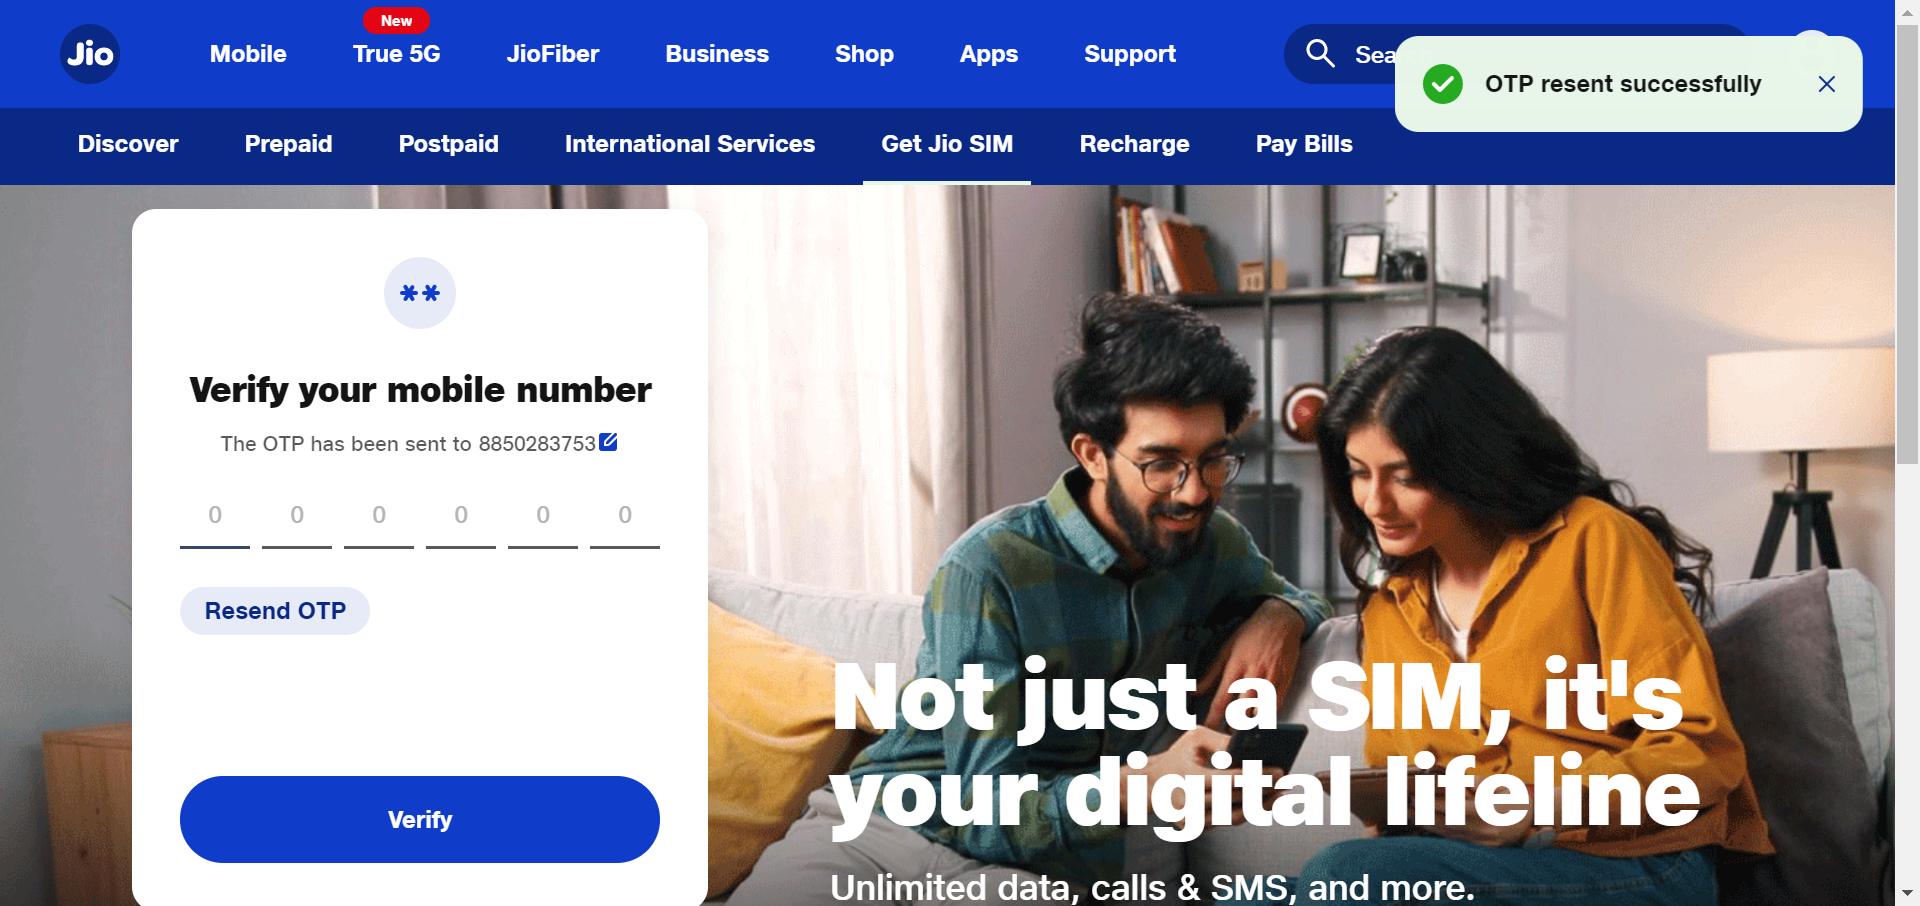 Jio
Mobile
New
True 5G
JioFiber
Business
Shop
Apps
Support
Sea
OTP resent successfully
Discover
Prepaid
Postpaid
International Services
Get Jio SIM
Recharge
Pay Bills
**
Verify your mobile number
The OTP has been sent to 8850283753
0 0 0 0 0 0
Resend OTP
Verify
Not just a SIM, it's
your digital lifeline
Unlimited data, calls & SMS, and more.